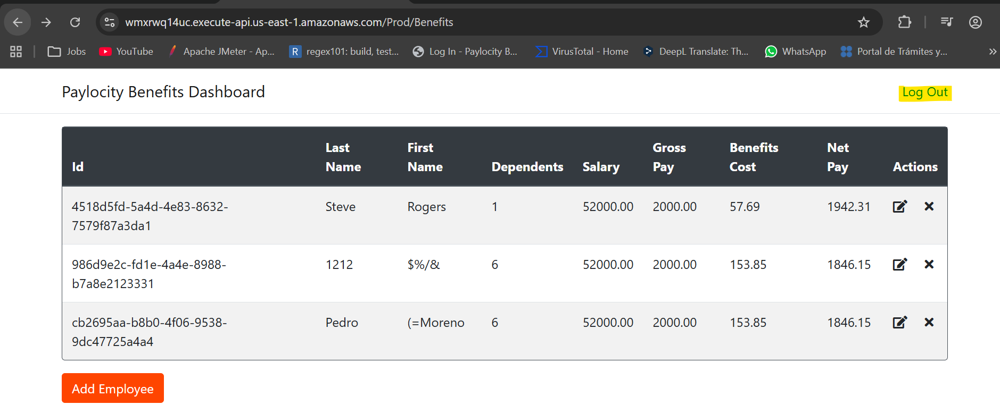 wmxrwq14uc.execute-api.us-east-1.amazonaws.com/Prod/Benefits
Jobs YouTube Apache JMeter - Ap... R regex101: build, test... Log In - Paylocity B... VirusTotal - Home DeepL Translate: Th... WhatsApp Portal de Trámites y... »
Paylocity Benefits Dashboard Log Out
Id Last Name First Name Dependents Salary Gross Pay Benefits Cost Net Pay Actions
4518d5fd-5a4d-4e83-8632- Steve Rogers 1 52000.00 2000.00 57.69 1942.31
7579f87a3da1
986d9e2c-fd1e-4a4e-8988- 1212 $%/& 6 52000.00 2000.00 153.85 1846.15
b7a8e2123331
cb2695aa-b8b0-4f06-9538- Pedro (=Moreno 6 52000.00 2000.00 153.85 1846.15
9dc47725a4a4
Add Employee